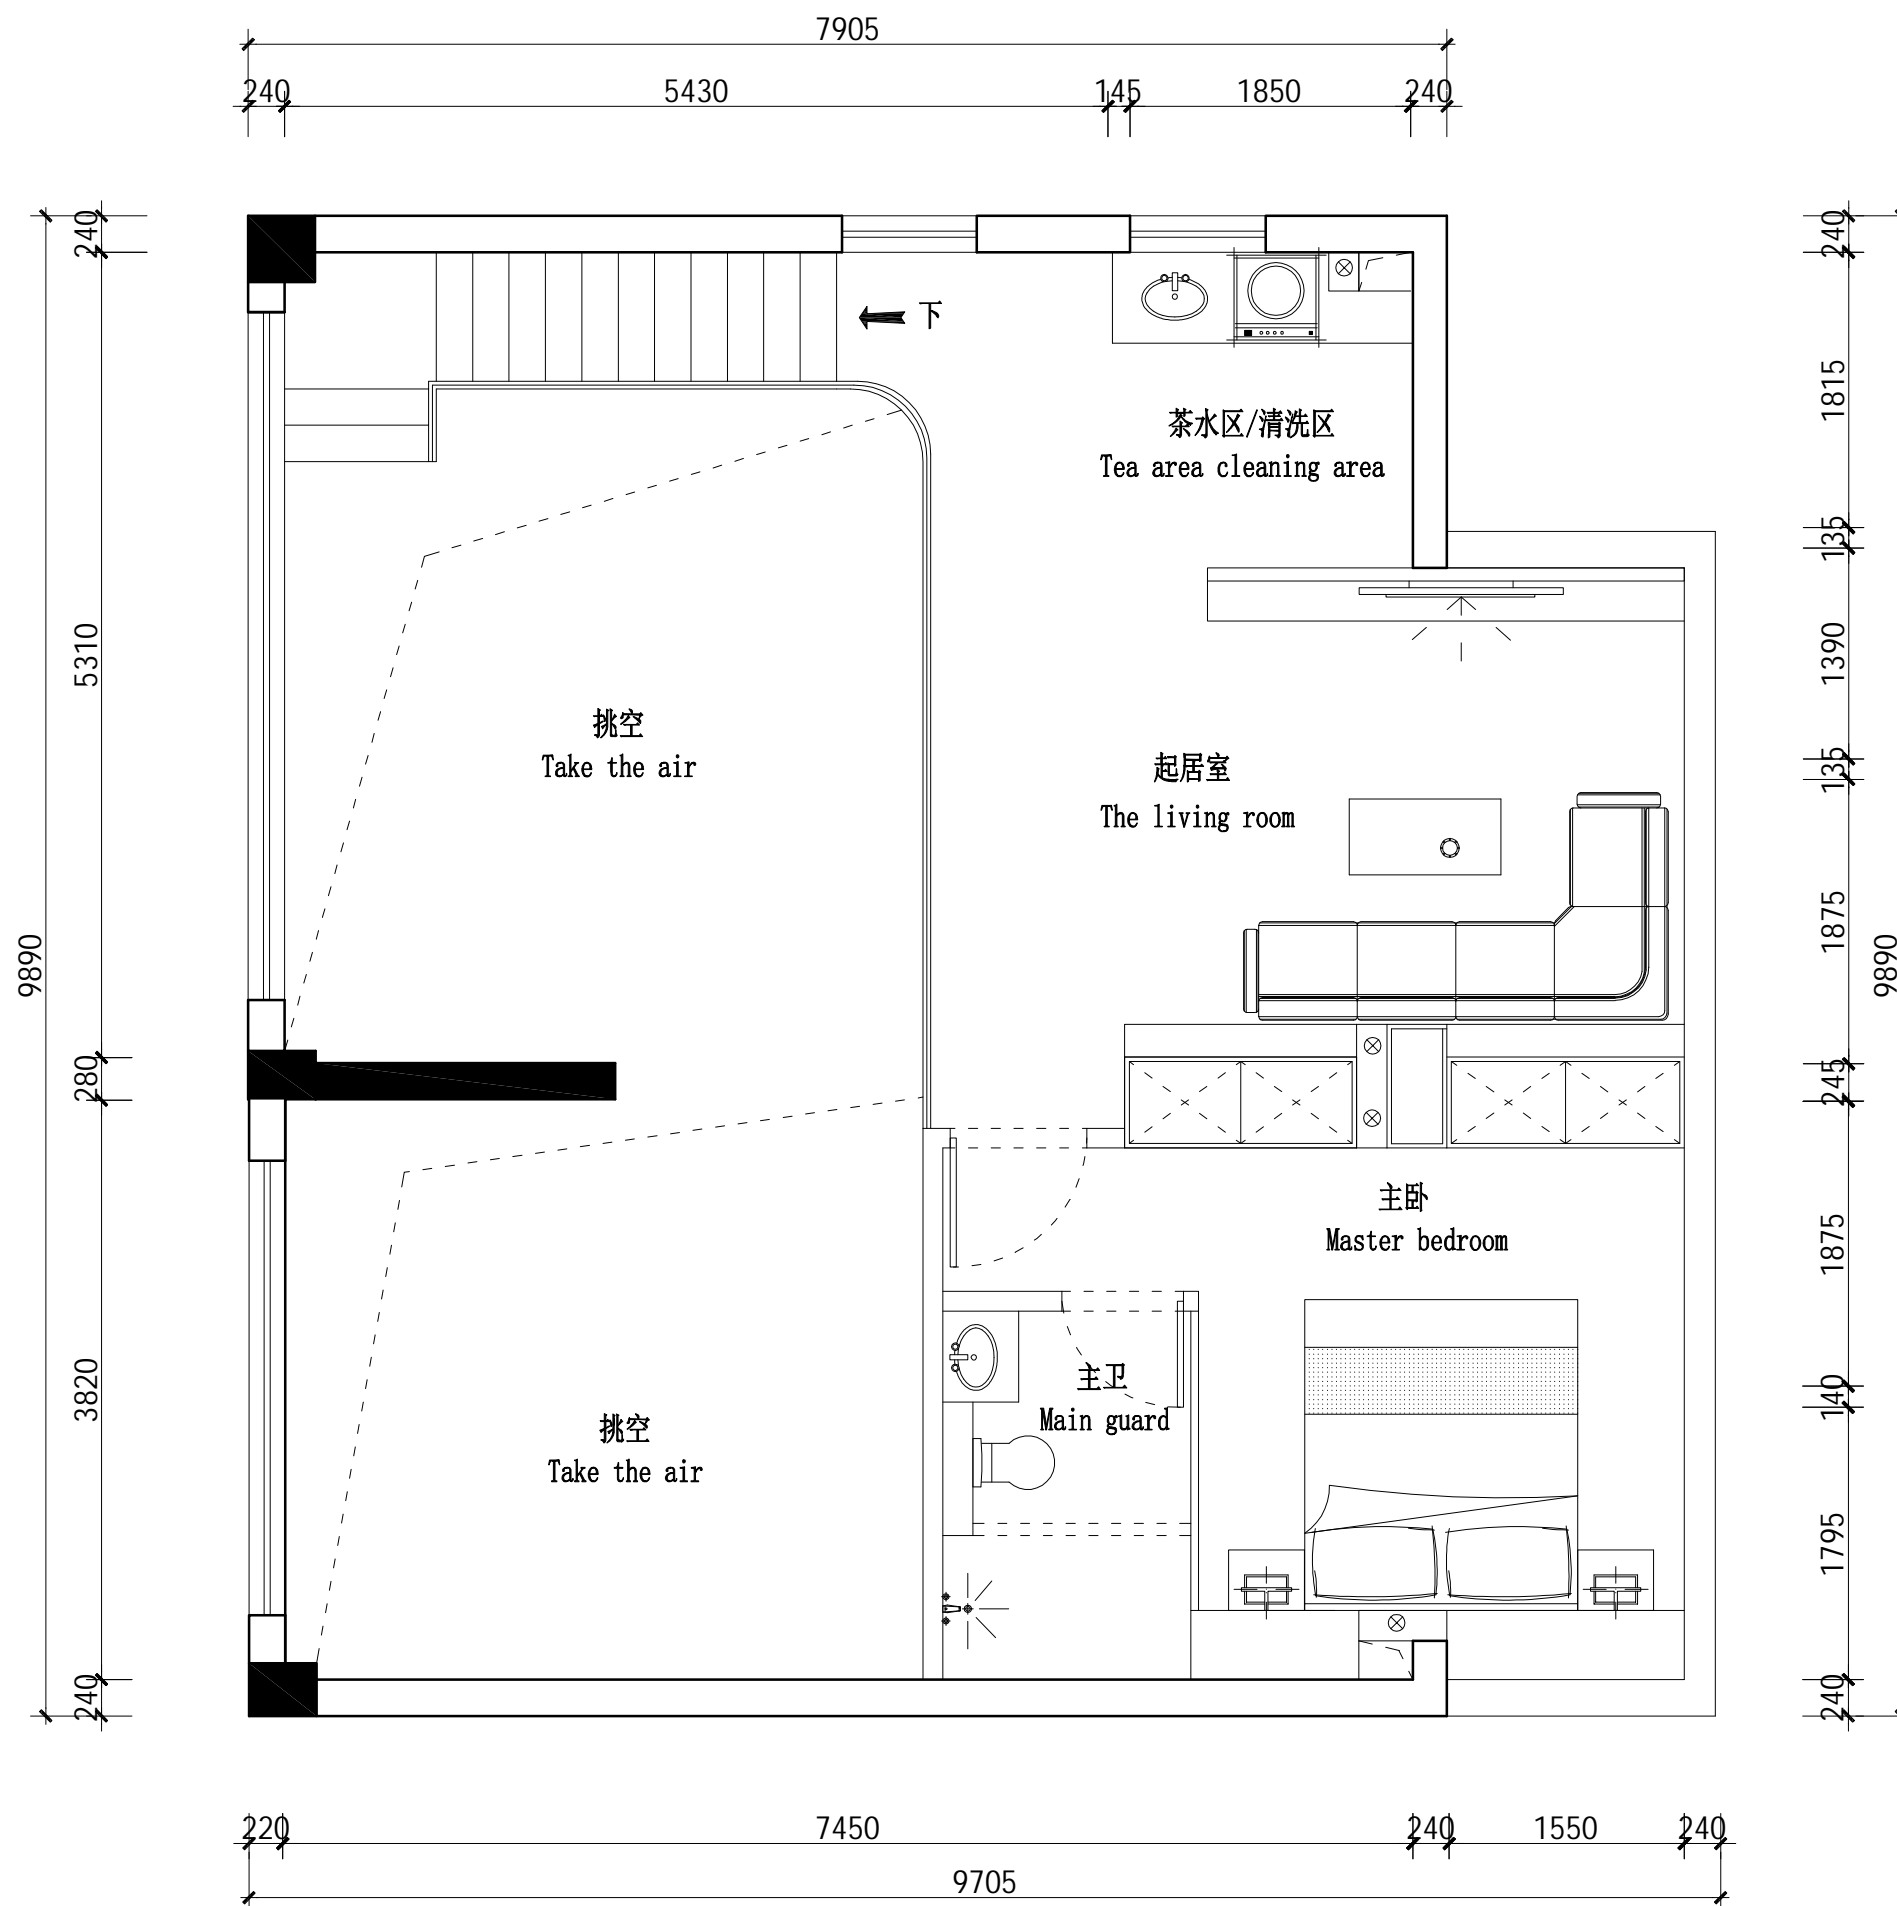 7905
240 5430 145 1850 240
240
5310
280
3820
240
9890
下
茶水区/清洗区
Tea area cleaning area
挑空
Take the air
起居室
The living room
主卧
Master bedroom
主卫
Main guard
挑空
Take the air
240
1815
135
1390
135
1875
245
1875
140
1795
240
9890
220 7450 240 1550 240
9705